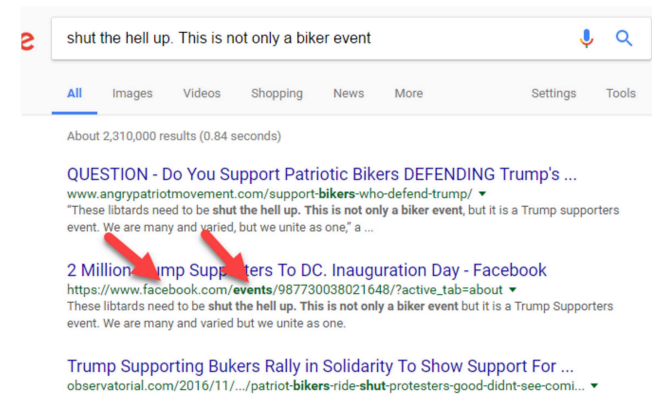 e
shut the hell up. This is not only a biker event
All Images Videos Shopping News More Settings Tools
About 2,310,000 results (0.84 seconds)
QUESTION - Do You Support Patriotic Bikers DEFENDING Trump's ...
www.angrypatriotmovement.com/support-bikers-who-defend-trump/
"These libtards need to be shut the hell up. This is not only a biker event, but it is a Trump supporters
event. We are many and varied, but we unite as one," a ...
2 Million Trump Supporters To DC. Inauguration Day - Facebook
https://www.facebook.com/events/987730038021648/?active_tab=about
These libtards need to be shut the hell up. This is not only a biker event but it is a Trump Supporters
event. We are many and varied but we unite as one.
Trump Supporting Bukers Rally in Solidarity To Show Support For ...
observatorial.com/2016/11/.../patriot-bikers-ride-shut-protesters-good-didnt-see-comi...